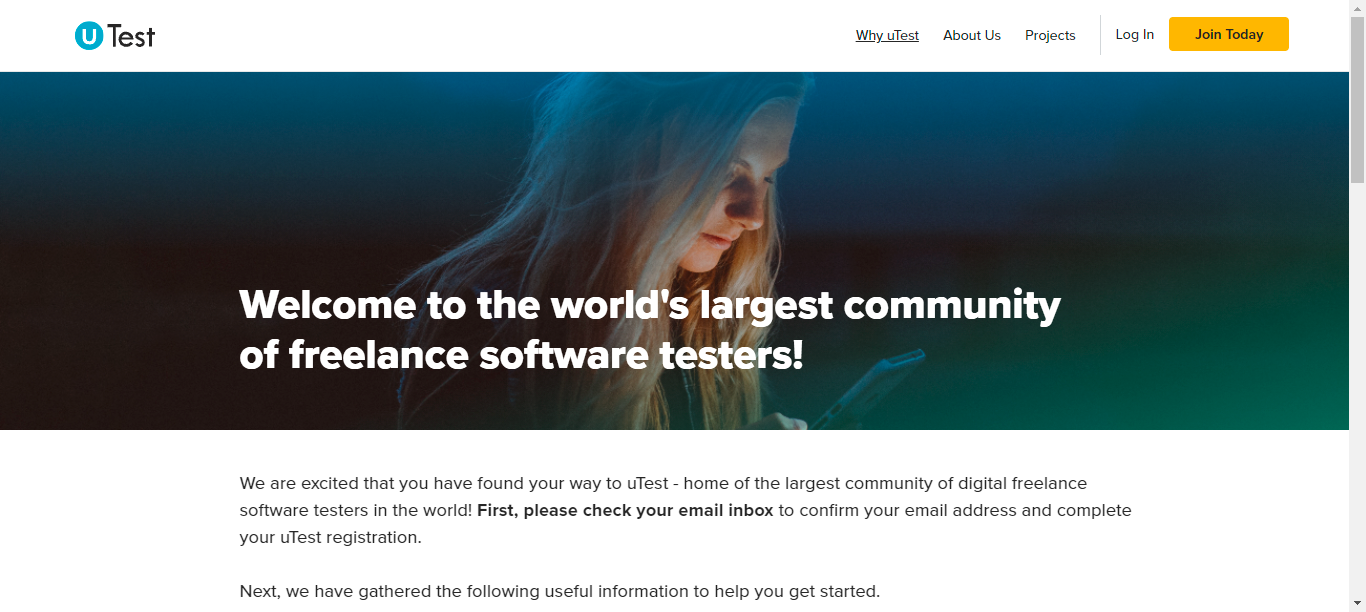 uTest
Why uTest
About Us
Projects
Log In
Join Today
Welcome to the world's largest community
of freelance software testers!
We are excited that you have found your way to uTest - home of the largest community of digital freelance
software testers in the world! First, please check your email inbox to confirm your email address and complete
your uTest registration.
Next, we have gathered the following useful information to help you get started.